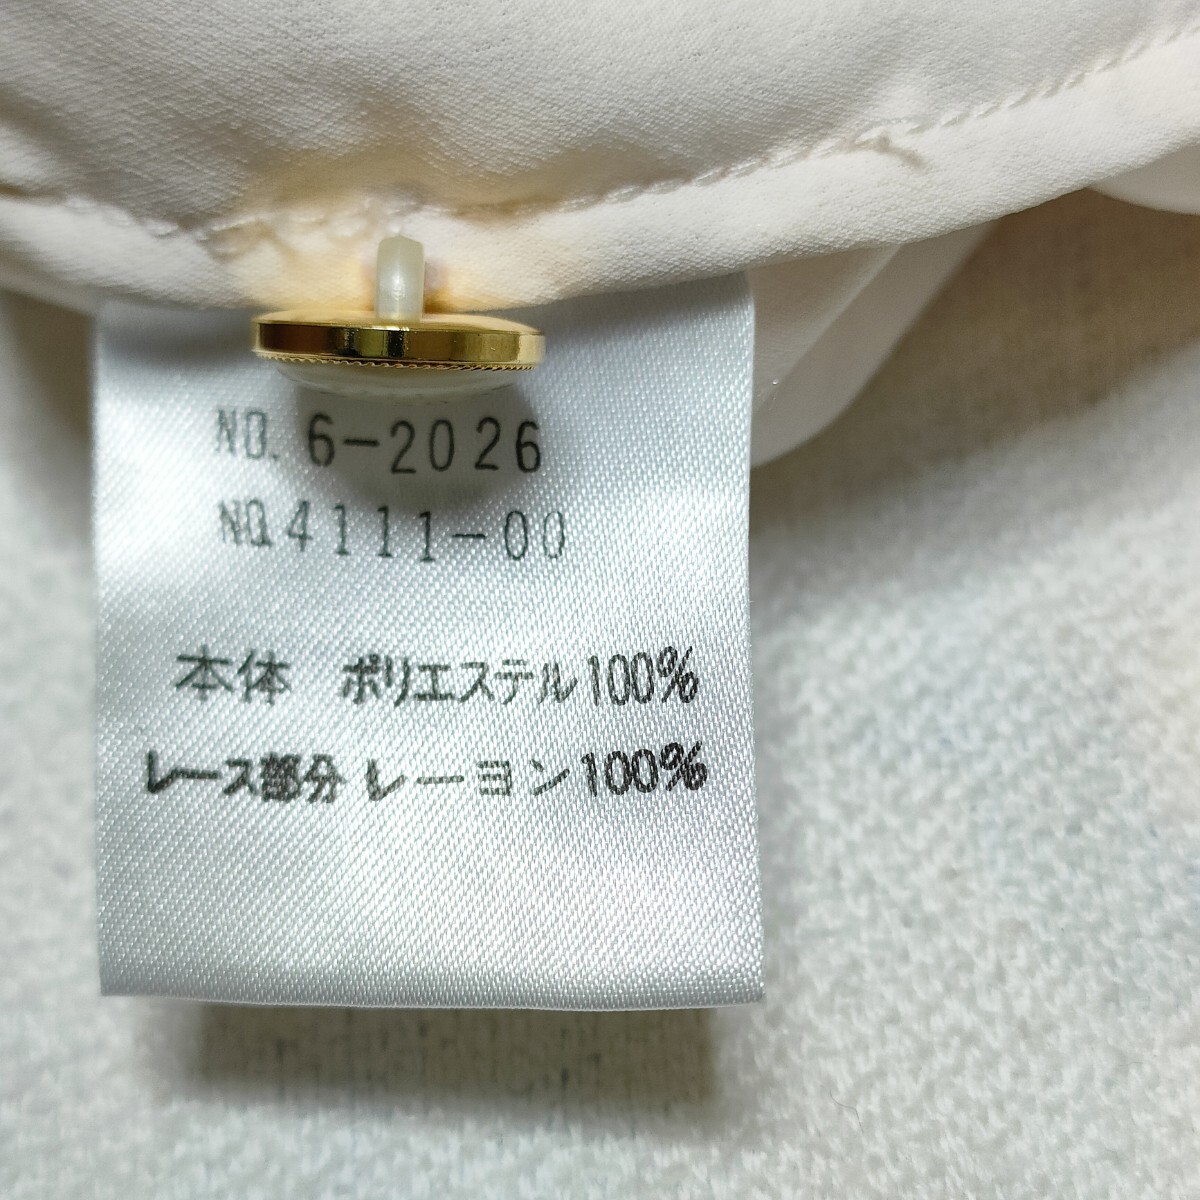 NO. 6-2026
NO. 4111-00
本体 ポリエステル100%
レース部分 レーヨン100%